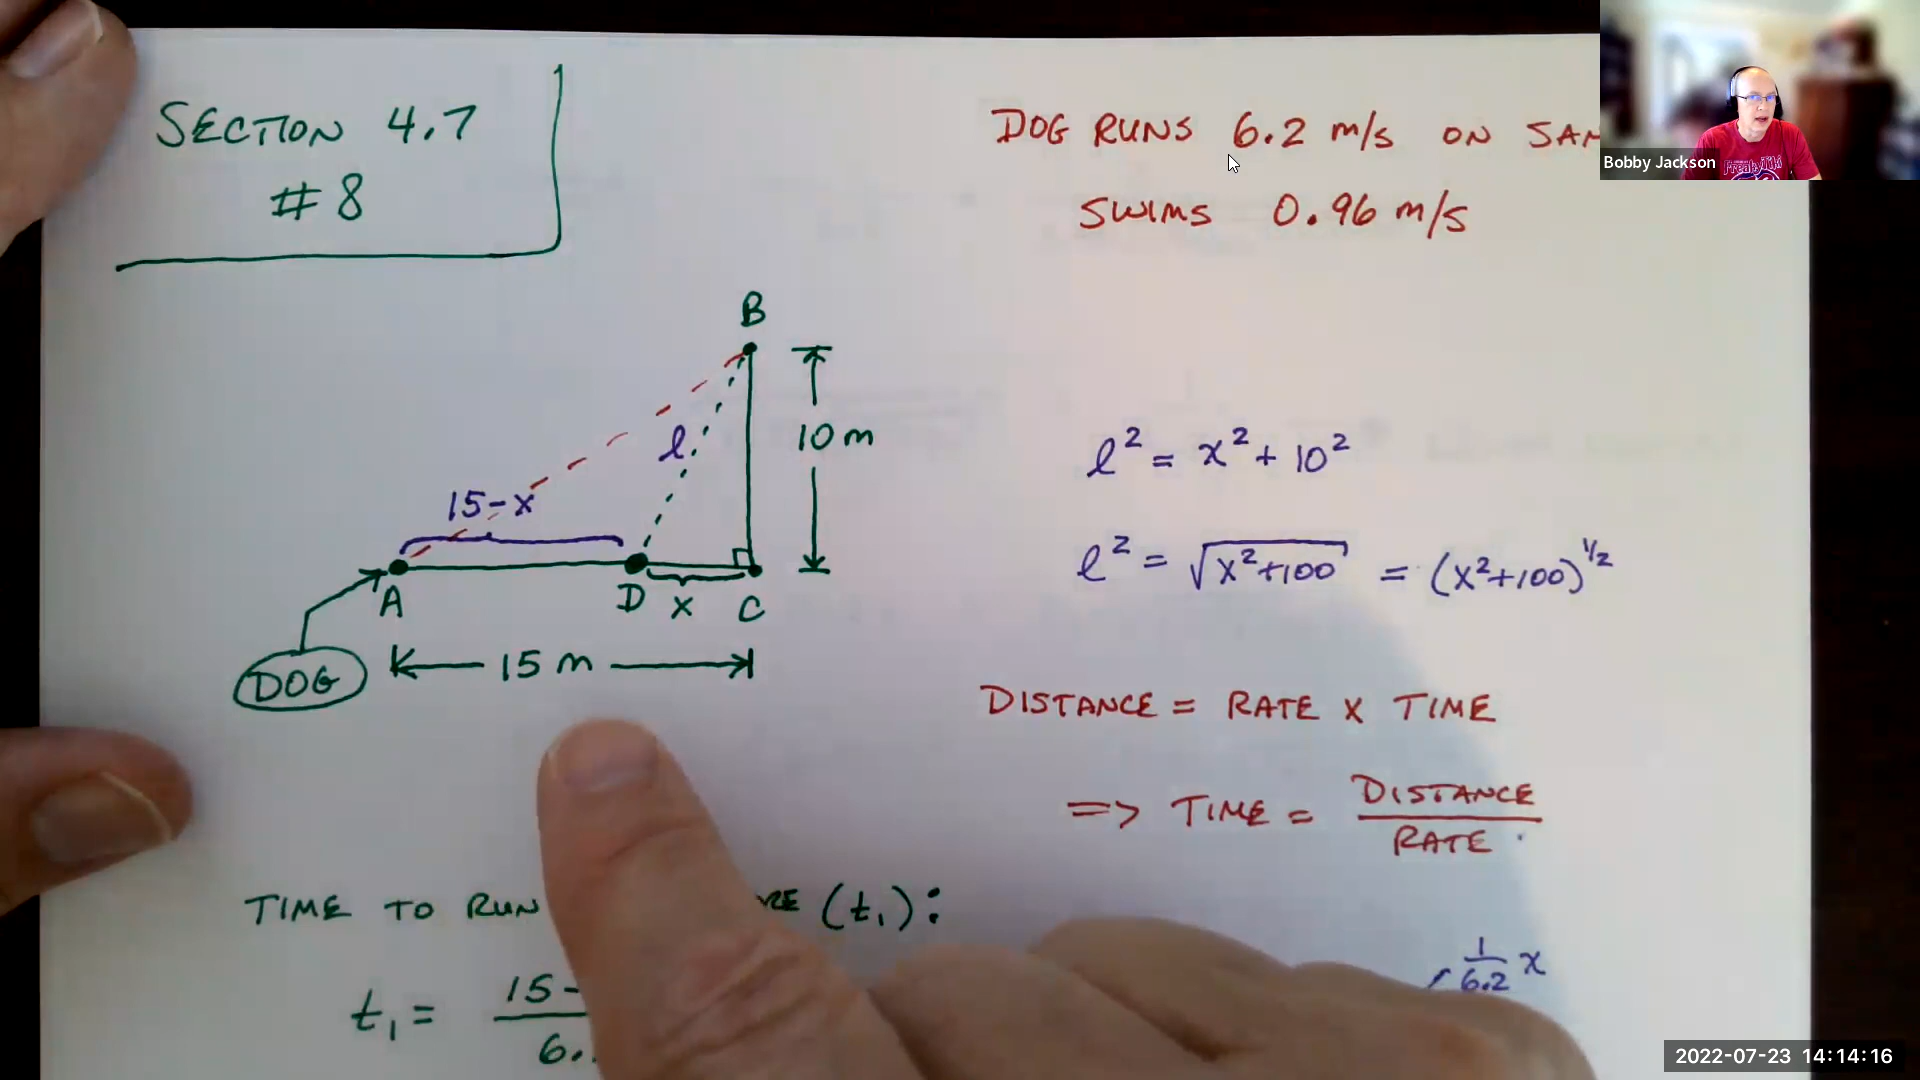 SECTION 4.7
#8
DOG RUNS 6.2 m/s ON
SWIMS 0.96 m/s
B
10 m
l
15-x
A
D
x
C
DOG
15 m
l² = x² + 10²
l² = √x²+100 = (x²+100)^1/2
DISTANCE = RATE X TIME
=> TIME = DISTANCE/RATE
TIME TO RUN (t₁):
t₁ = 15-
6.
1/6.2 x
Bobby Jackson
2022-07-23 14:14:16